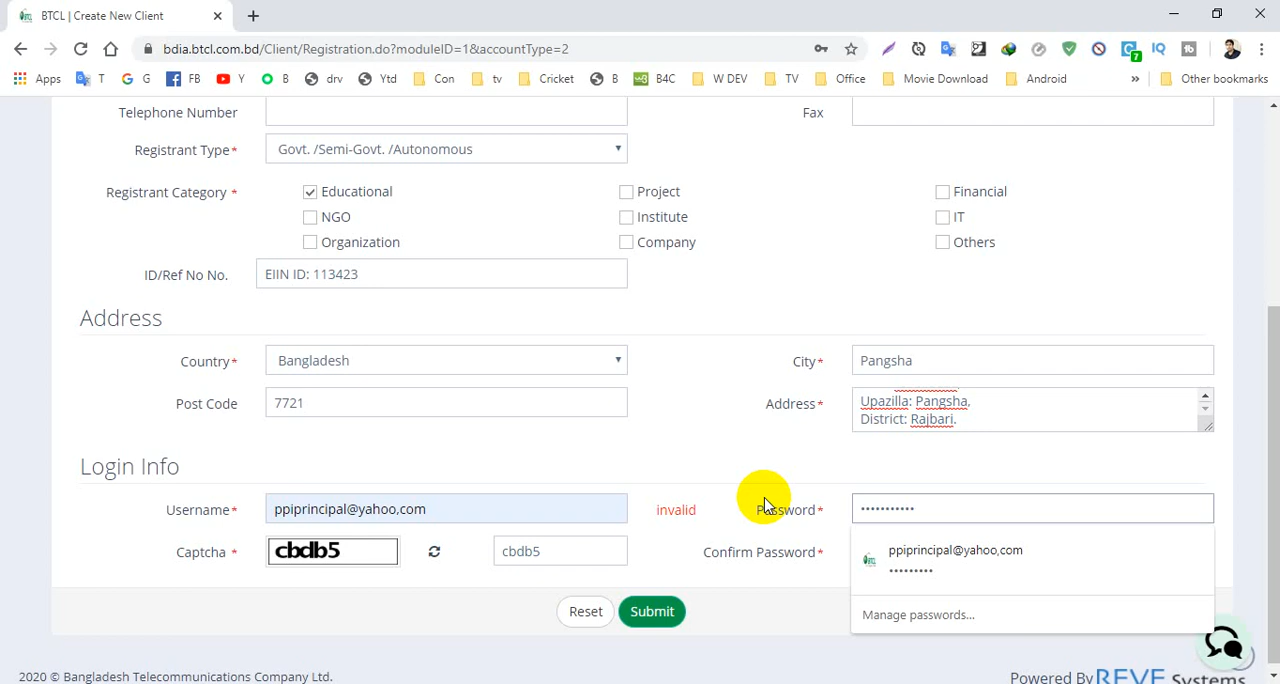 BTCL | Create New Client
bdia.btcl.com.bd/Client/Registration.do?moduleID=1&accountType=2
Apps T G FB Y B drv Ytd Con tv Cricket B B4C W DEV TV Office Movie Download Android » Other bookmarks
Telephone Number Fax
Registrant Type* Govt. /Semi-Govt. /Autonomous
Registrant Category * Educational Project Financial
NGO Institute IT
Organization Company Others
ID/Ref No No. EIIN ID: 113423
Address
Country* Bangladesh City* Pangsha
Post Code 7721 Address* Upazilla: Pangsha,
District: Rajbari.
Login Info
Username* ppiprincipal@yahoo,com invalid Password* •••••••••••
Captcha * cbdb5 cbdb5 Confirm Password*
ppiprincipal@yahoo,com
•••••••••
Manage passwords...
Reset Submit
2020 © Bangladesh Telecommunications Company Ltd. Powered By REVE Systems